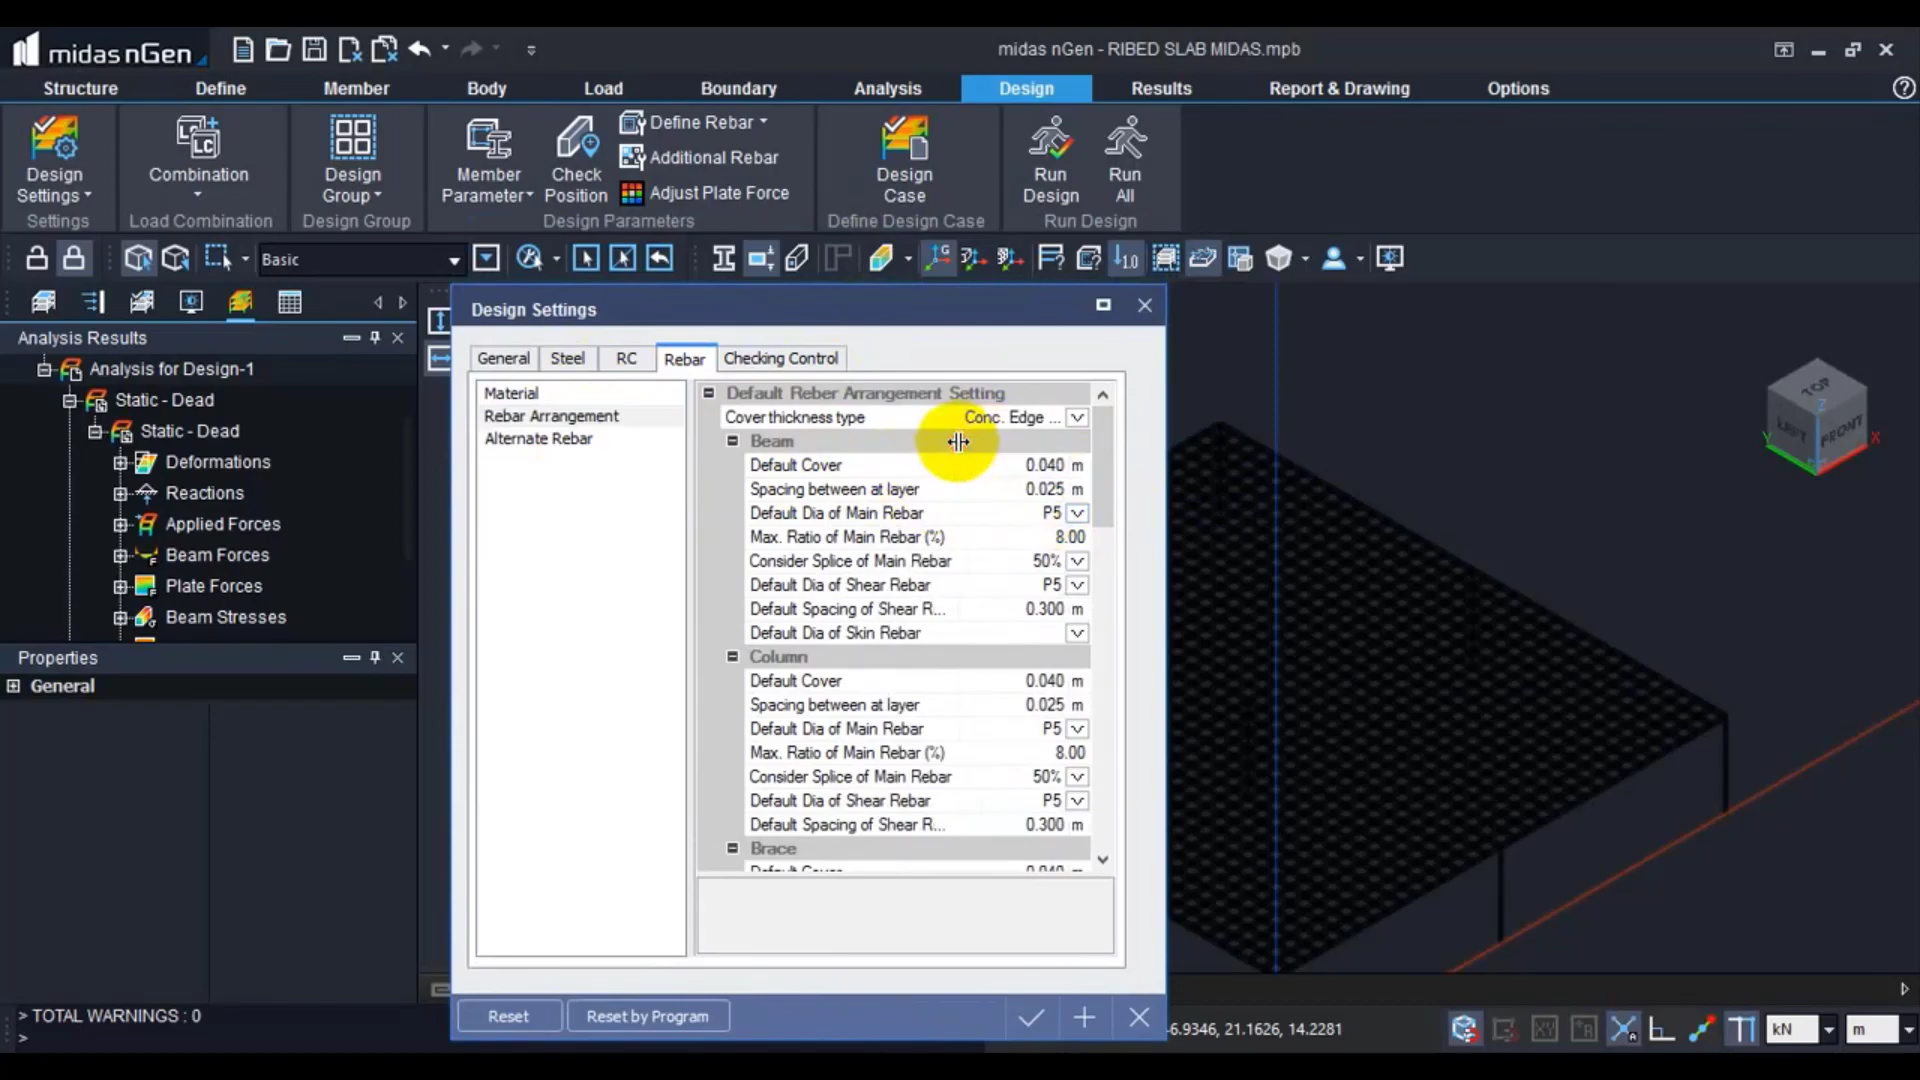 midas nGen
midas nGen - RIBED SLAB MIDAS.mpb
Structure Define Member Body Load Boundary Analysis Design Results Report & Drawing Options
Design Settings
Combination
Design Group
Member Parameter
Check Position
Define Rebar
Additional Rebar
Adjust Plate Force
Design Case
Run Design
Run All
Settings Load Combination Design Group Design Parameters Define Design Case Run Design
Basic
1.0
Analysis Results
Analysis for Design-1
Static - Dead
Static - Dead
Deformations
Reactions
Applied Forces
Beam Forces
Plate Forces
Beam Stresses
Properties
General
Design Settings
General Steel RC Rebar Checking Control
Material
Rebar Arrangement
Alternate Rebar
Default Reber Arrangement Setting
Cover thickness type Conc. Edge ...
Beam
Default Cover 0.040 m
Spacing between at layer 0.025 m
Default Dia of Main Rebar P5
Max. Ratio of Main Rebar (%) 8.00
Consider Splice of Main Rebar 50%
Default Dia of Shear Rebar P5
Default Spacing of Shear R... 0.300 m
Default Dia of Skin Rebar
Column
Default Cover 0.040 m
Spacing between at layer 0.025 m
Default Dia of Main Rebar P5
Max. Ratio of Main Rebar (%) 8.00
Consider Splice of Main Rebar 50%
Default Dia of Shear Rebar P5
Default Spacing of Shear R... 0.300 m
Brace
Default Cover 0.040 m
Reset Reset by Program
TOP
LEFT FRONT
Z
Y X
> TOTAL WARNINGS : 0
>
-6.9346, 21.1626, 14.2281
kN m